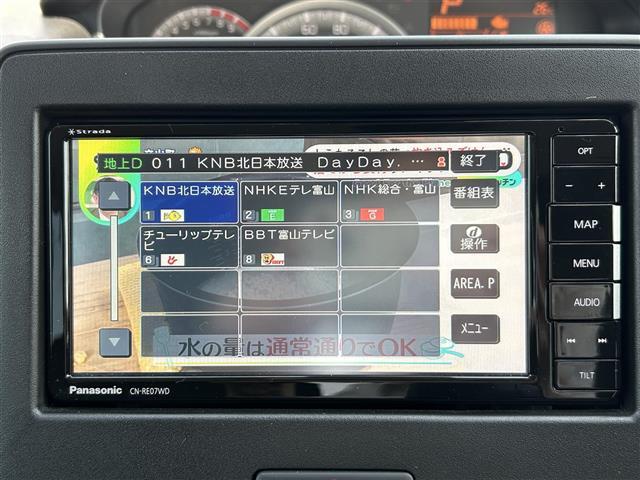 Strada
地上D 011 KNB北日本放送 DayDay. … 終了
KNB北日本放送 NHKEテレ富山 NHK総合・富山 番組表
1 2 E 3 G
チューリップテレビ BBT富山テレビ
6 8
d 操作
AREA.P
メニュー
水の量は通常通りでOK
Panasonic CN-RE07WD
OPT
− +
MAP
MENU
AUDIO
TILT
60 80